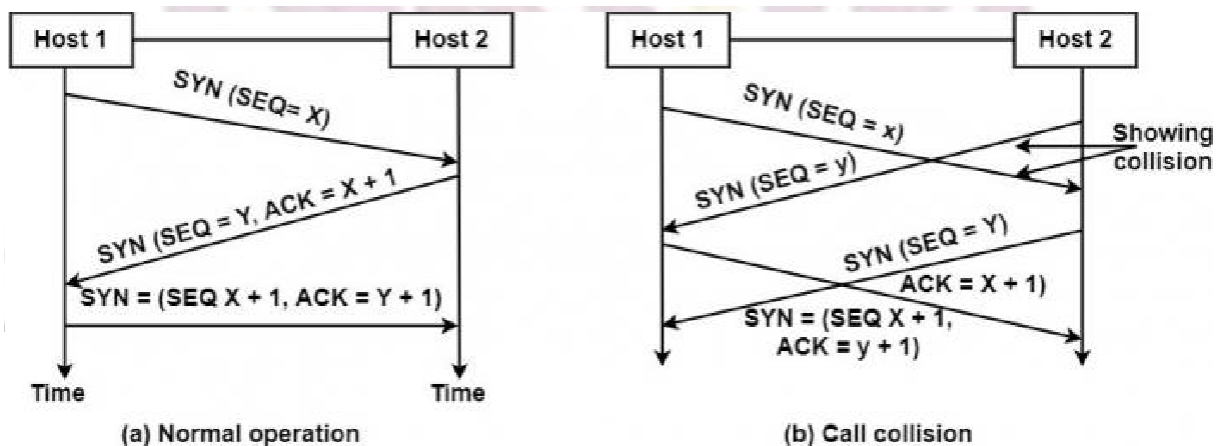 Host 1
Host 2
SYN (SEQ= X)
SYN (SEQ = Y, ACK = X + 1
SYN = (SEQ X + 1, ACK = Y + 1)
Time
Time
(a) Normal operation
Host 1
Host 2
SYN (SEQ = x)
Showing
collision
SYN (SEQ = y)
SYN (SEQ = Y)
ACK = X + 1)
SYN = (SEQ X + 1,
ACK = y + 1)
(b) Call collision